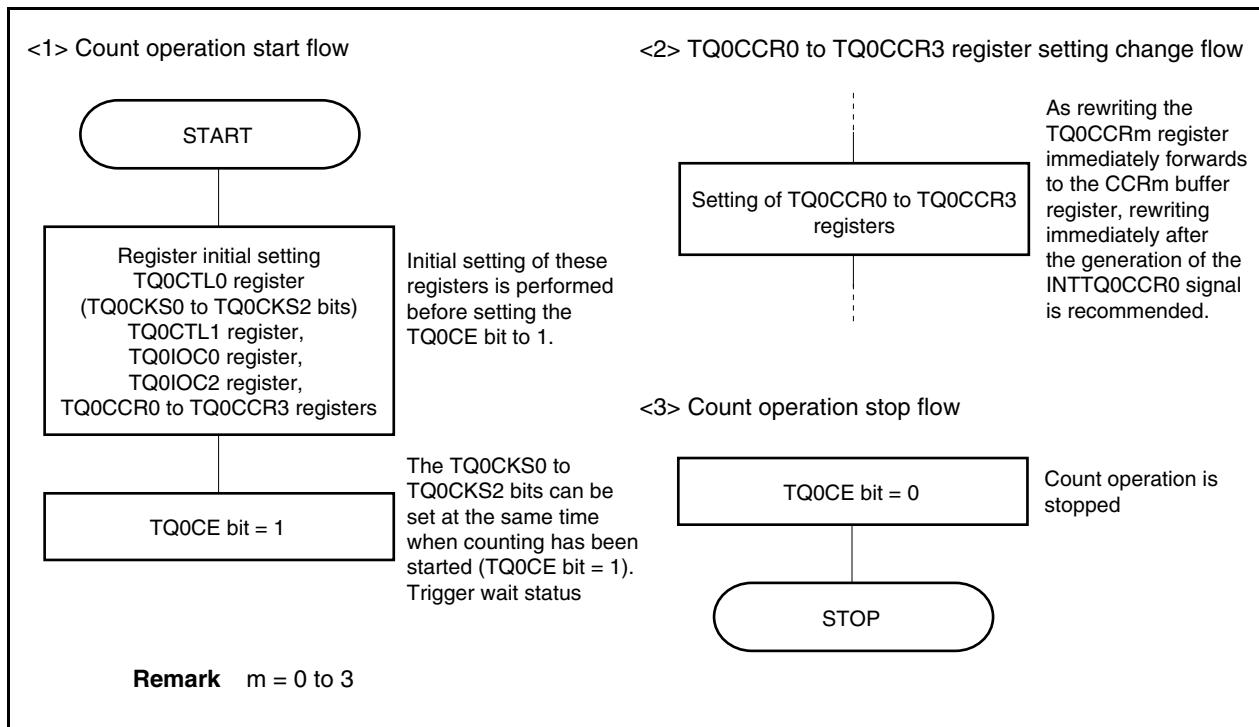 <1> Count operation start flow
START
Register initial setting
TQ0CTL0 register
(TQ0CKS0 to TQ0CKS2 bits)
TQ0CTL1 register,
TQ0IOC0 register,
TQ0IOC2 register,
TQ0CCR0 to TQ0CCR3 registers
Initial setting of these
registers is performed
before setting the
TQ0CE bit to 1.
TQ0CE bit = 1
The TQ0CKS0 to
TQ0CKS2 bits can be
set at the same time
when counting has been
started (TQ0CE bit = 1).
Trigger wait status
<2> TQ0CCR0 to TQ0CCR3 register setting change flow
Setting of TQ0CCR0 to TQ0CCR3
registers
As rewriting the
TQ0CCRm register
immediately forwards
to the CCRm buffer
register, rewriting
immediately after
the generation of the
INTTQ0CCR0 signal
is recommended.
<3> Count operation stop flow
TQ0CE bit = 0
Count operation is
stopped
STOP
Remark m = 0 to 3